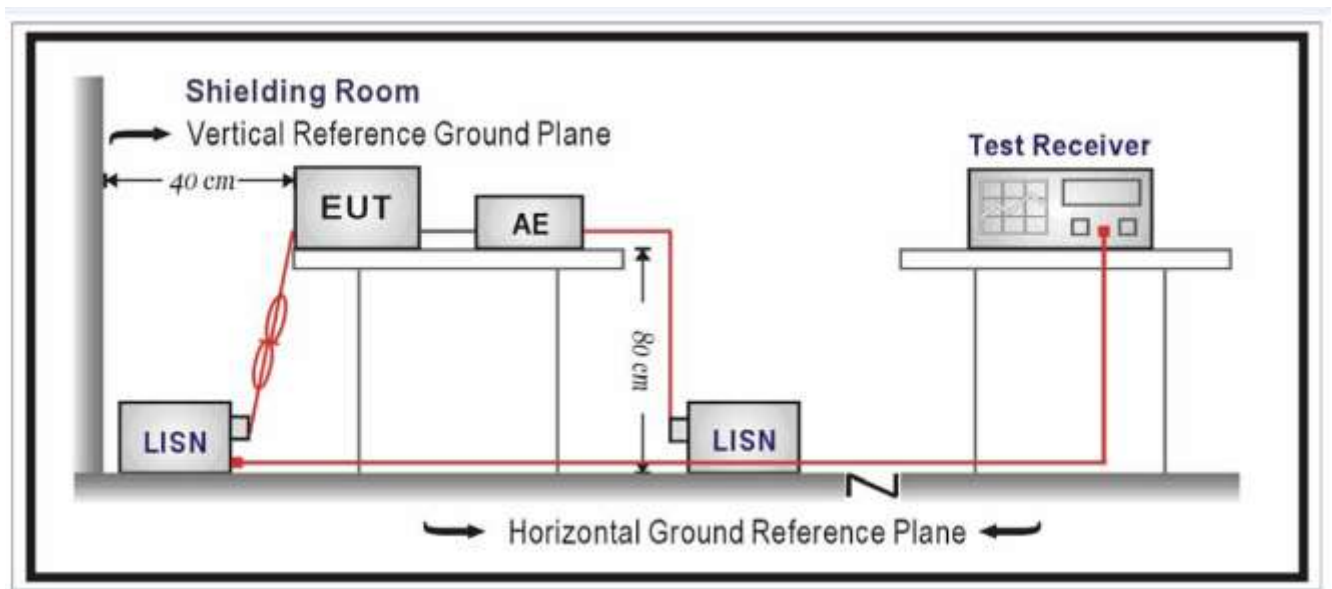 Shielding Room
Vertical Reference Ground Plane
Test Receiver
40 cm
EUT
AE
80 cm
LISN
LISN
Horizontal Ground Reference Plane